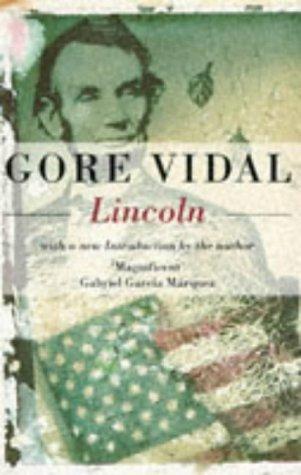 GORE VIDAL
Lincoln
with a new Introduction by the author
'Magnificent'
Gabriel García Márquez